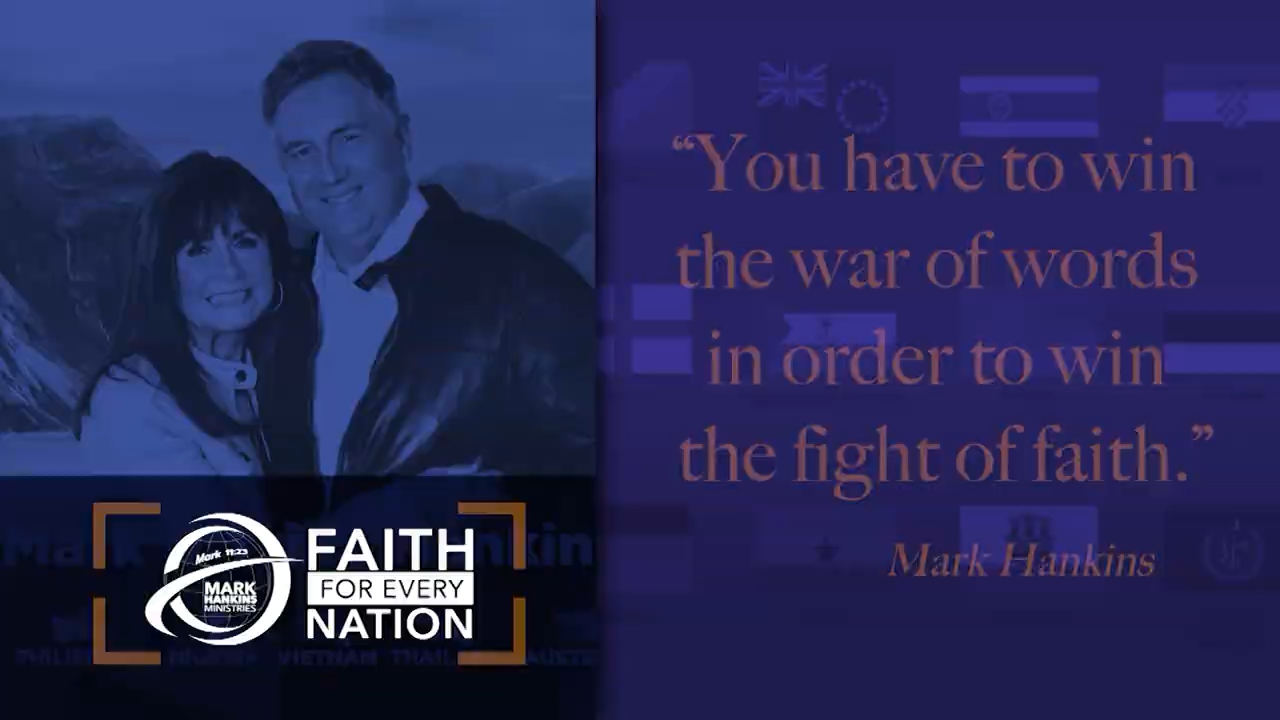 “You have to win
the war of words
in order to win
the fight of faith.”
Mark Hankins
Mark 11:23
MARK
HANKINS
MINISTRIES
FAITH
FOR EVERY
NATION
VIETNAM